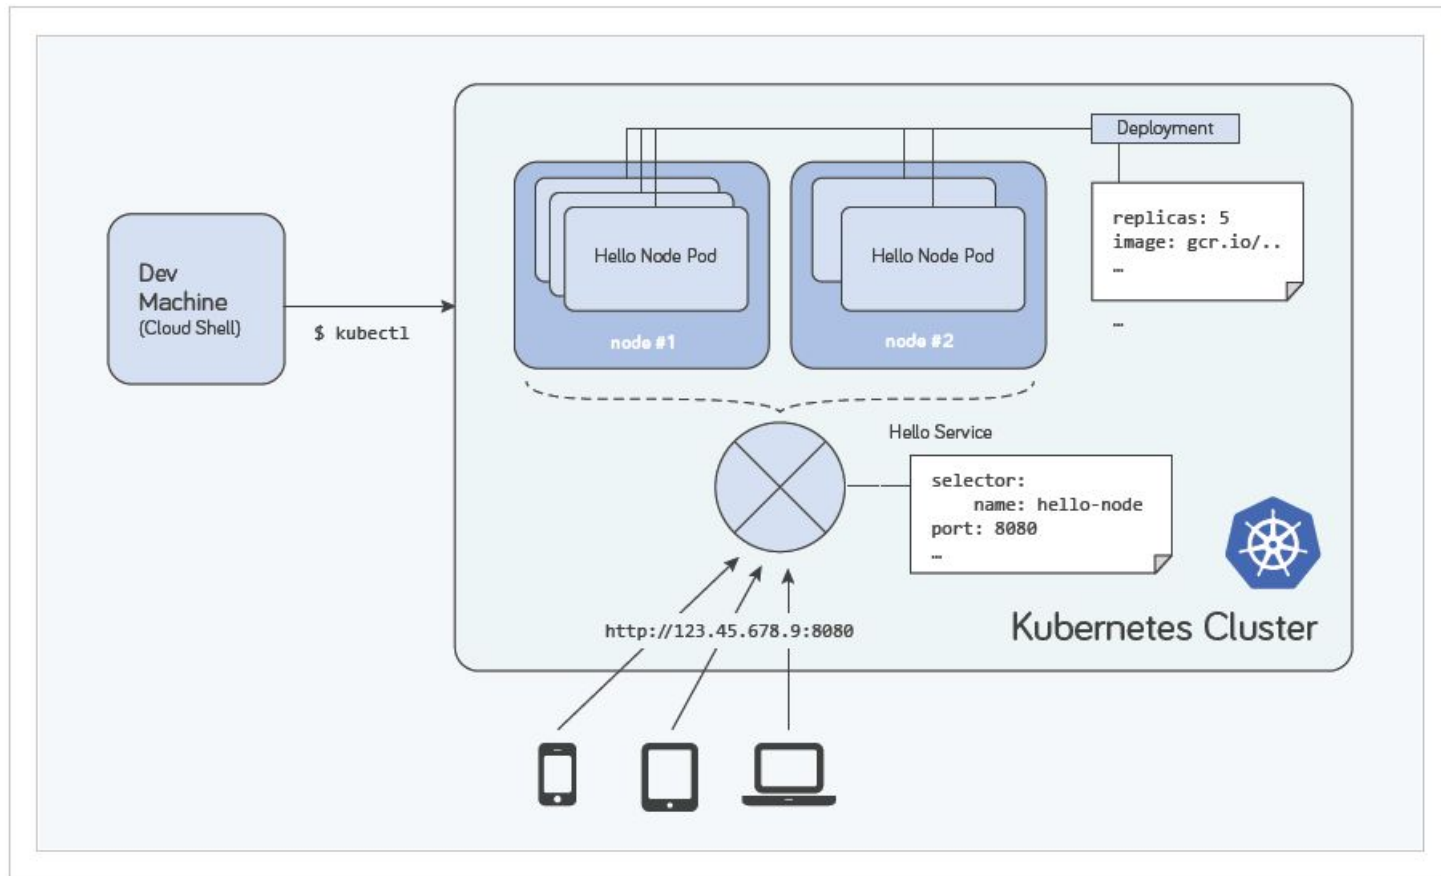 Deployment
replicas: 5
image: gcr.io/..
…
…
Hello Node Pod
Hello Node Pod
node #1
node #2
Dev
Machine
(Cloud Shell)
$ kubectl
Hello Service
selector:
    name: hello-node
port: 8080
…
http://123.45.678.9:8080
Kubernetes Cluster